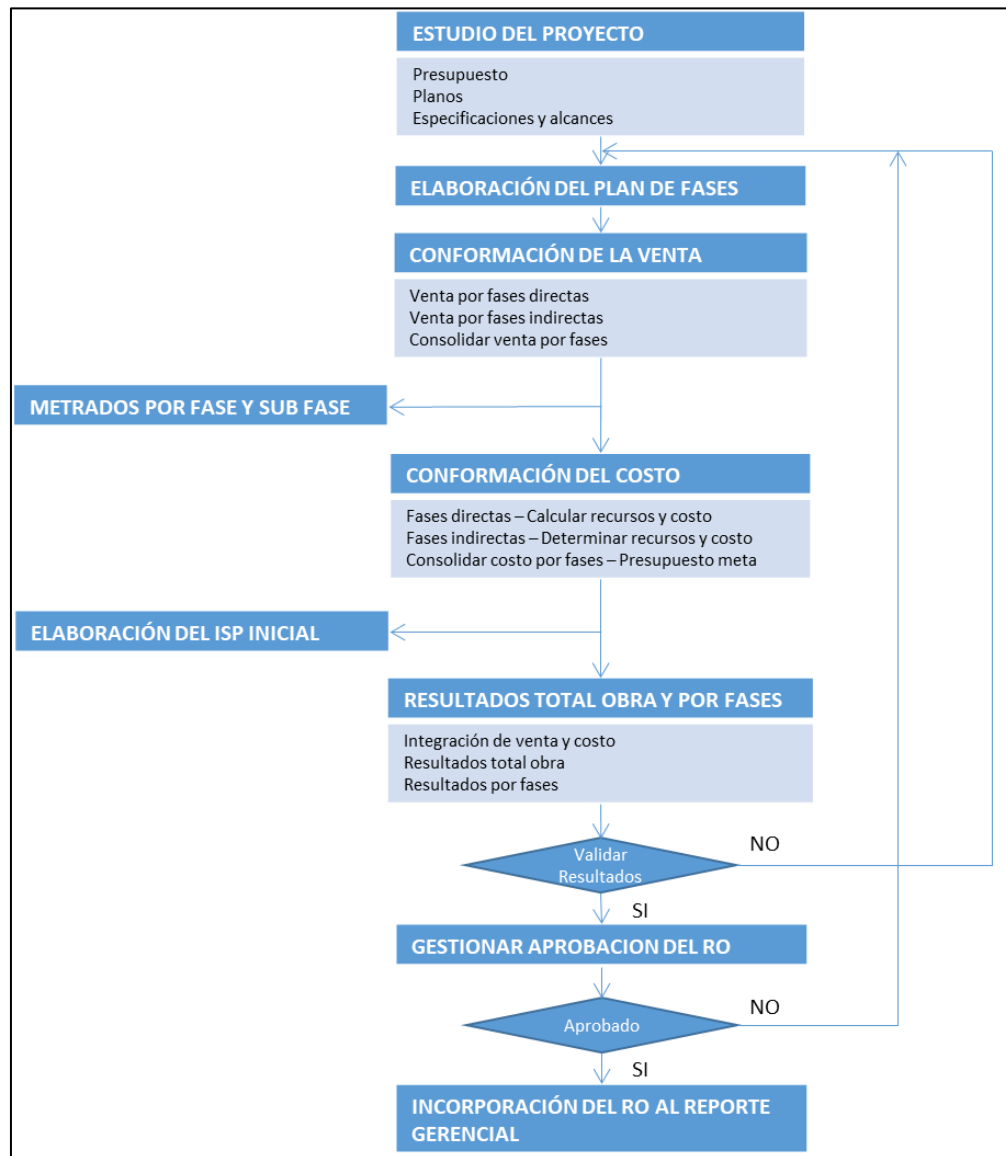 ESTUDIO DEL PROYECTO
Presupuesto
Planos
Especificaciones y alcances
ELABORACIÓN DEL PLAN DE FASES
CONFORMACIÓN DE LA VENTA
Venta por fases directas
Venta por fases indirectas
Consolidar venta por fases
METRADOS POR FASE Y SUB FASE
CONFORMACIÓN DEL COSTO
Fases directas – Calcular recursos y costo
Fases indirectas – Determinar recursos y costo
Consolidar costo por fases – Presupuesto meta
ELABORACIÓN DEL ISP INICIAL
RESULTADOS TOTAL OBRA Y POR FASES
Integración de venta y costo
Resultados total obra
Resultados por fases
NO
Validar
Resultados
SI
GESTIONAR APROBACION DEL RO
NO
Aprobado
SI
INCORPORACIÓN DEL RO AL REPORTE
GERENCIAL